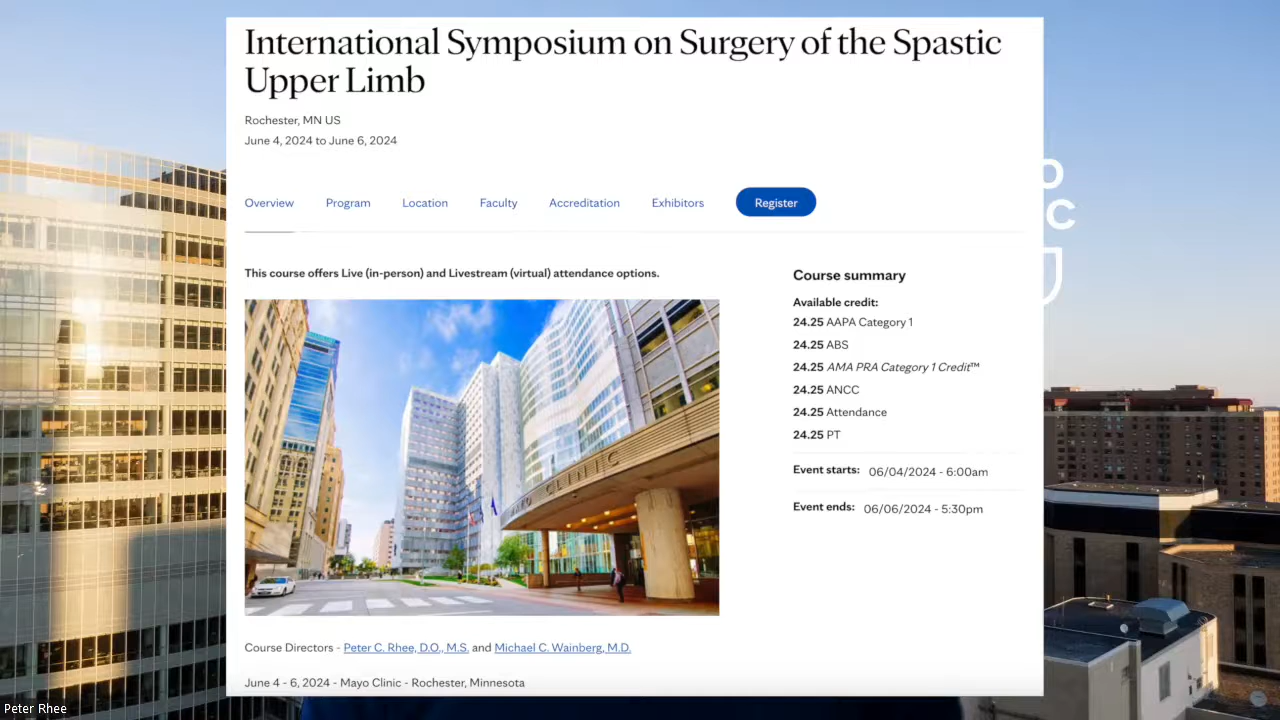 International Symposium on Surgery of the Spastic
Upper Limb
Rochester, MN US
June 4, 2024 to June 6, 2024
Overview
Program
Location
Faculty
Accreditation
Exhibitors
Register
This course offers Live (in-person) and Livestream (virtual) attendance options.
MAYO CLINIC
Course summary
Available credit:
24.25 AAPA Category 1
24.25 ABS
24.25 AMA PRA Category 1 Credit™
24.25 ANCC
24.25 Attendance
24.25 PT
Event starts: 06/04/2024 - 6:00am
Event ends: 06/06/2024 - 5:30pm
Course Directors - Peter C. Rhee, D.O., M.S. and Michael C. Wainberg, M.D.
June 4 - 6, 2024 - Mayo Clinic - Rochester, Minnesota
Peter Rhee